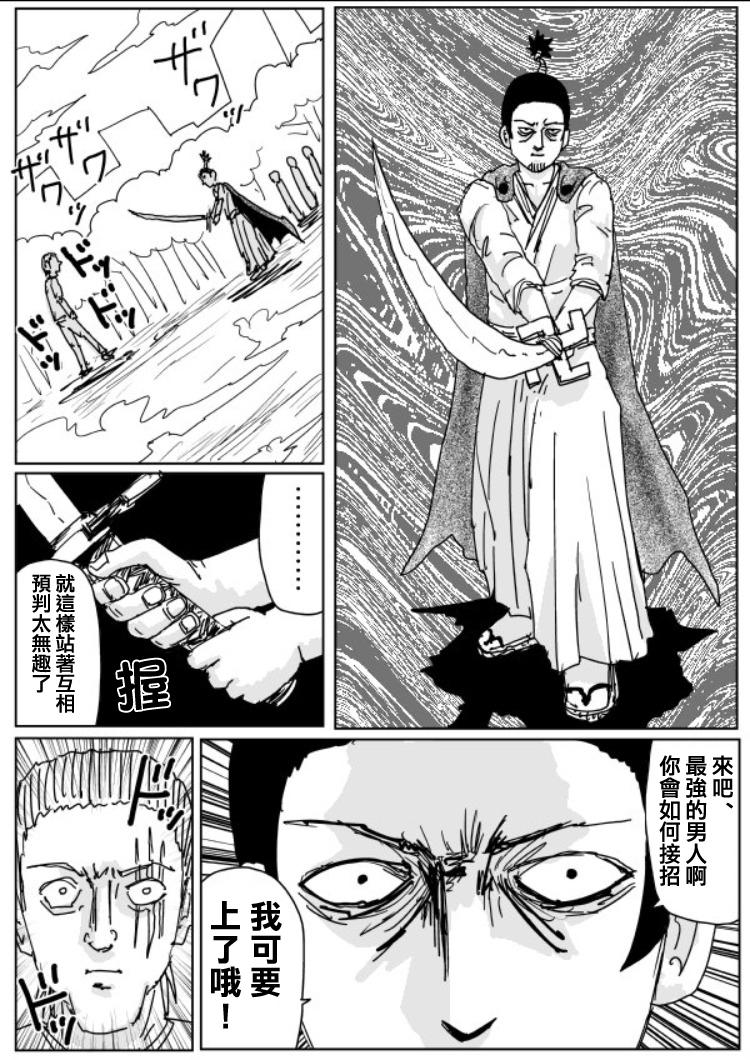 ザワ
ザワ
ザワ
ドッ
ドッ
ドッ
………
就這樣站著互相
預判太無趣了
握
來吧、
最強的男人啊
你會如何接招
我可要
上了哦！
ドッ
ドッ